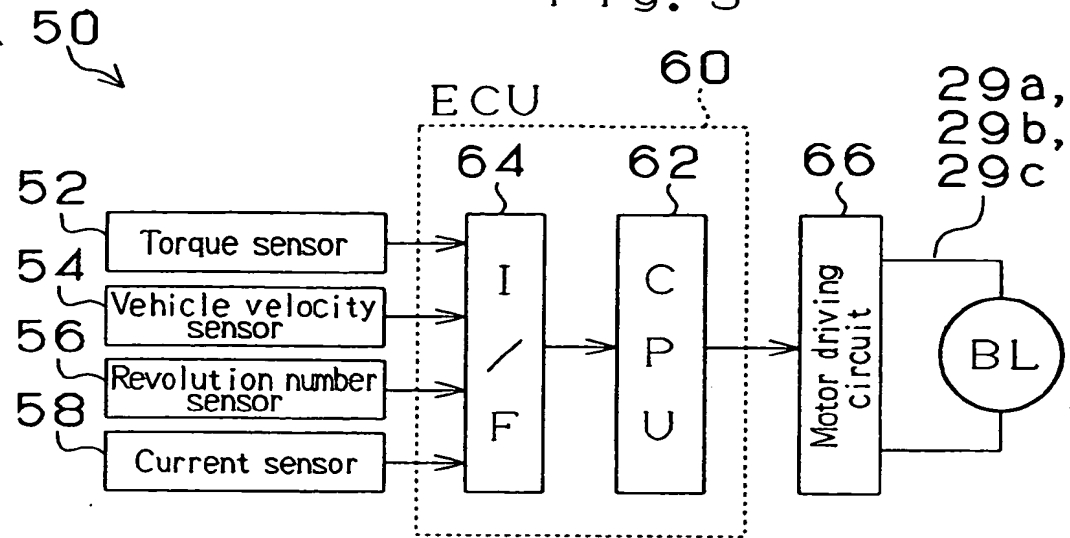 50
ECU
60
29a,
29b,
29c
64
62
66
52
Torque sensor
54
Vehicle velocity
sensor
56
Revolution number
sensor
58
Current sensor
I
/
F
C
P
U
Motor driving
circuit
BL